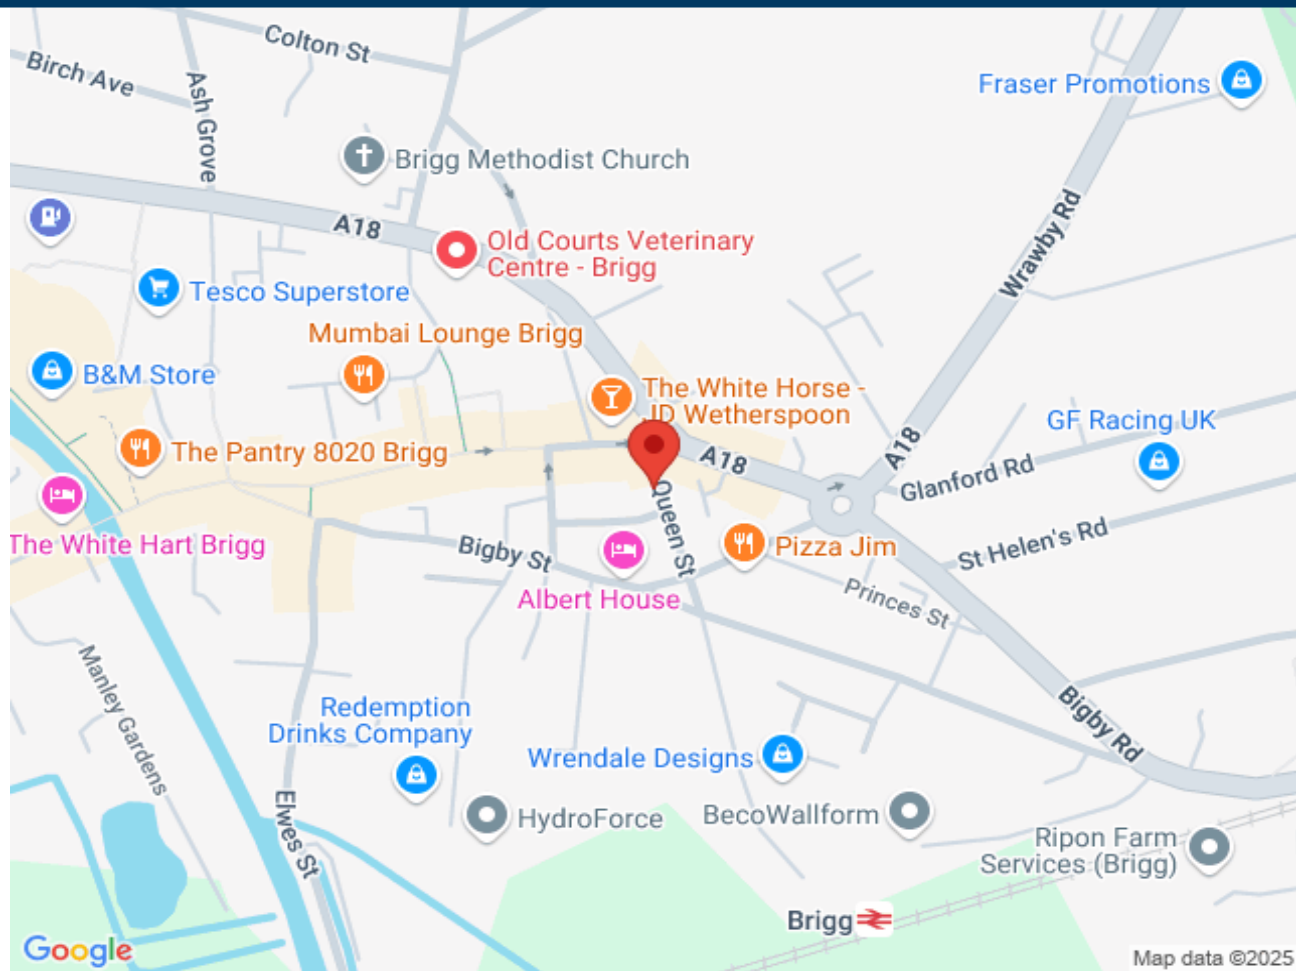 Colton St
Birch Ave
Ash Grove
Fraser Promotions
Brigg Methodist Church
A18
Old Courts Veterinary
Centre - Brigg
Wrawby Rd
Tesco Superstore
Mumbai Lounge Brigg
B&M Store
The White Horse -
JD Wetherspoon
GF Racing UK
The Pantry 8020 Brigg
A18
A18
Glanford Rd
Queen St
The White Hart Brigg
Bigby St
Pizza Jim
St Helen's Rd
Albert House
Princes St
Manley Gardens
Redemption
Drinks Company
Bigby Rd
Wrendale Designs
Elwes St
HydroForce
BecoWallform
Ripon Farm
Services (Brigg)
Brigg
Google
Map data ©2025